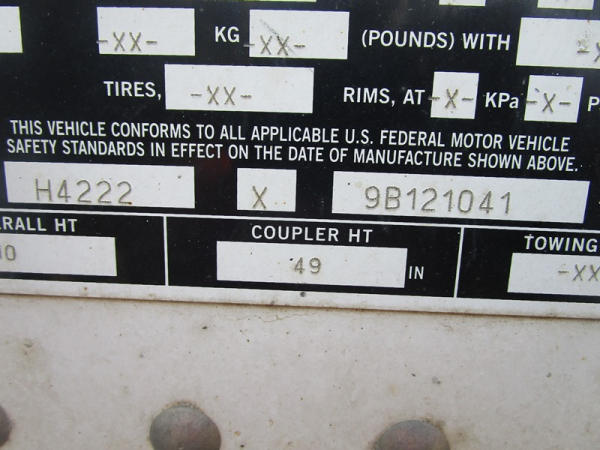 -XX- KG -XX- (POUNDS) WITH
TIRES, -XX- RIMS, AT -X- KPa -X-
THIS VEHICLE CONFORMS TO ALL APPLICABLE U.S. FEDERAL MOTOR VEHICLE
SAFETY STANDARDS IN EFFECT ON THE DATE OF MANUFACTURE SHOWN ABOVE.
H4222 X 9B121041
HT COUPLER HT TOWING
49 IN -XX